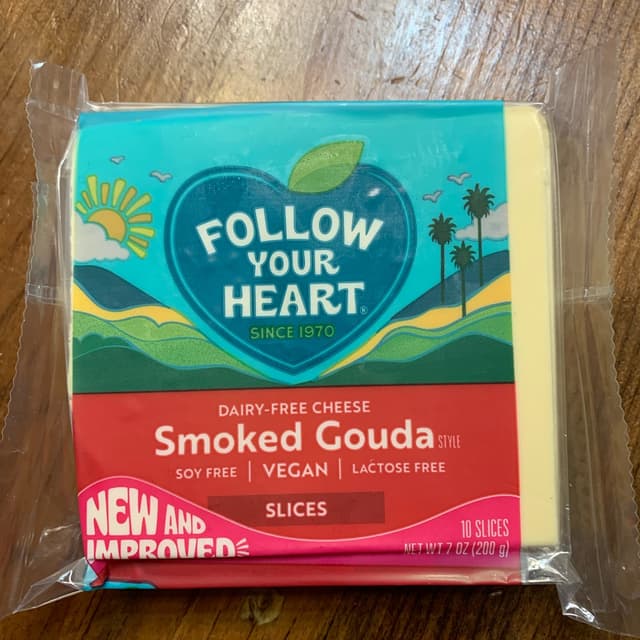 FOLLOW
YOUR
HEART®
SINCE 1970
DAIRY-FREE CHEESE
Smoked Gouda STYLE
SOY FREE | VEGAN | LACTOSE FREE
SLICES
NEW AND
IMPROVED
10 SLICES
NET WT 7 OZ (200 g)